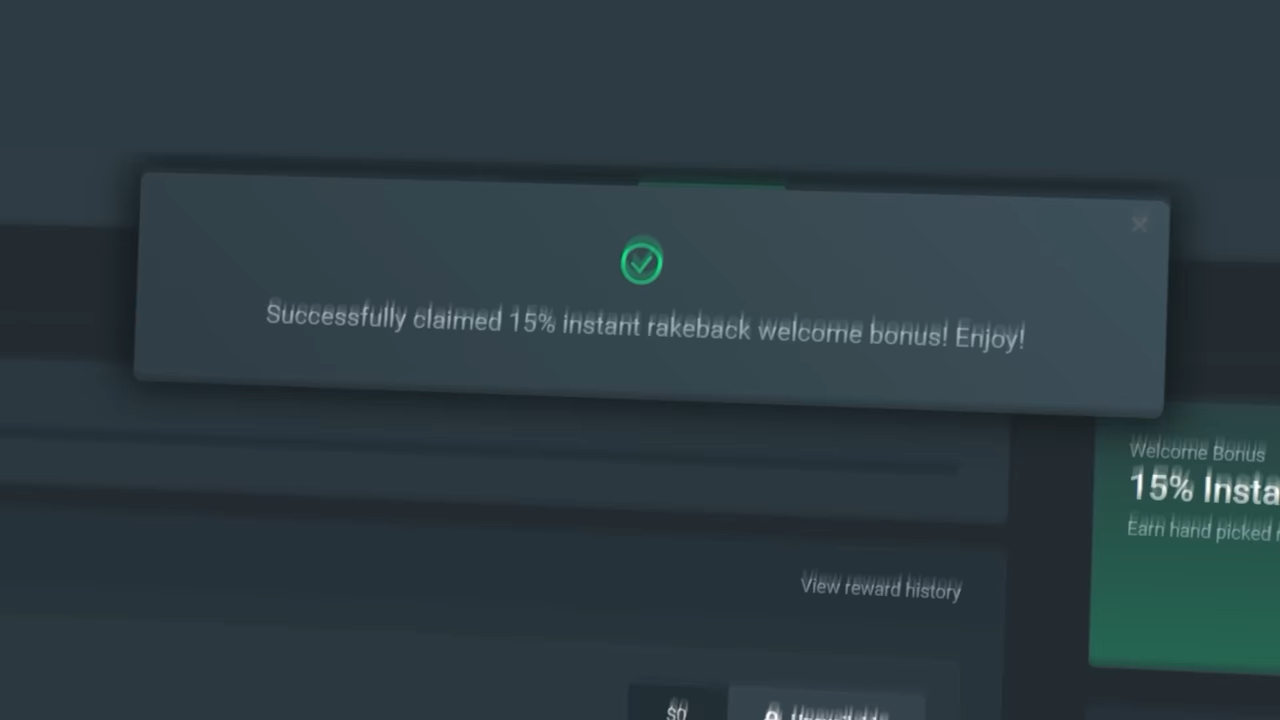 Successfully claimed 15% instant rakeback welcome bonus! Enjoy!
Welcome Bonus
15% Insta
Earn hand picked
View reward history
$0
Unavailable